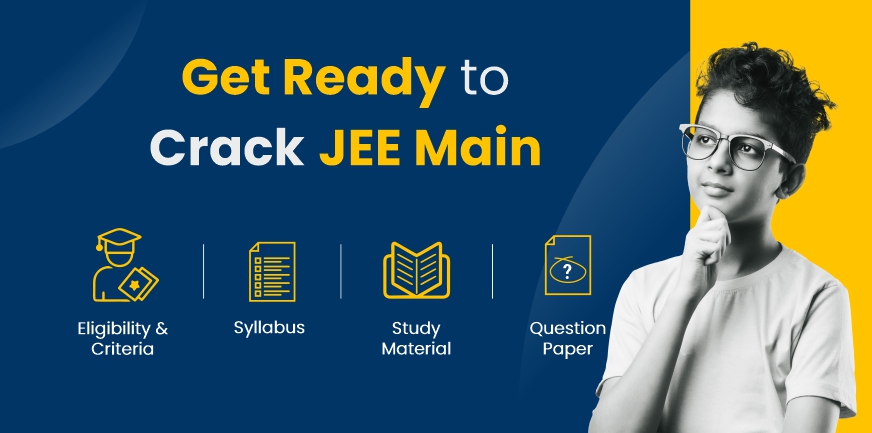 Get Ready to
Crack JEE Main
Eligibility &
Criteria
Syllabus
Study
Material
Question
Paper
?